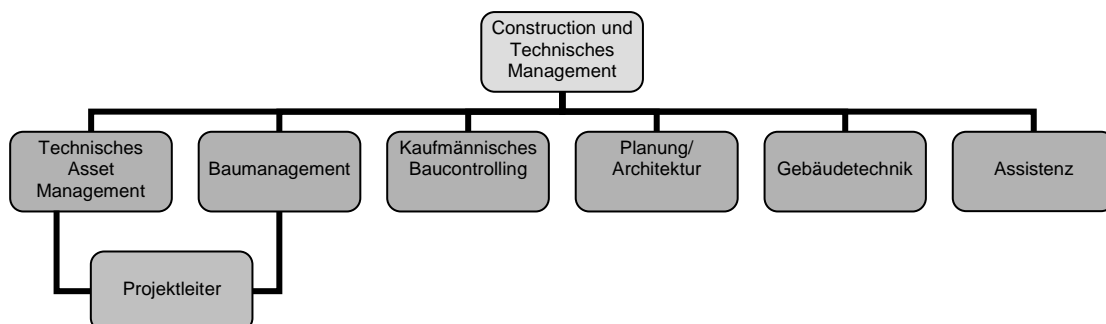 Construction und
Technisches
Management
Technisches
Asset
Management
Baumanagement
Kaufmännisches
Baucontrolling
Planung/
Architektur
Gebäudetechnik
Assistenz
Projektleiter